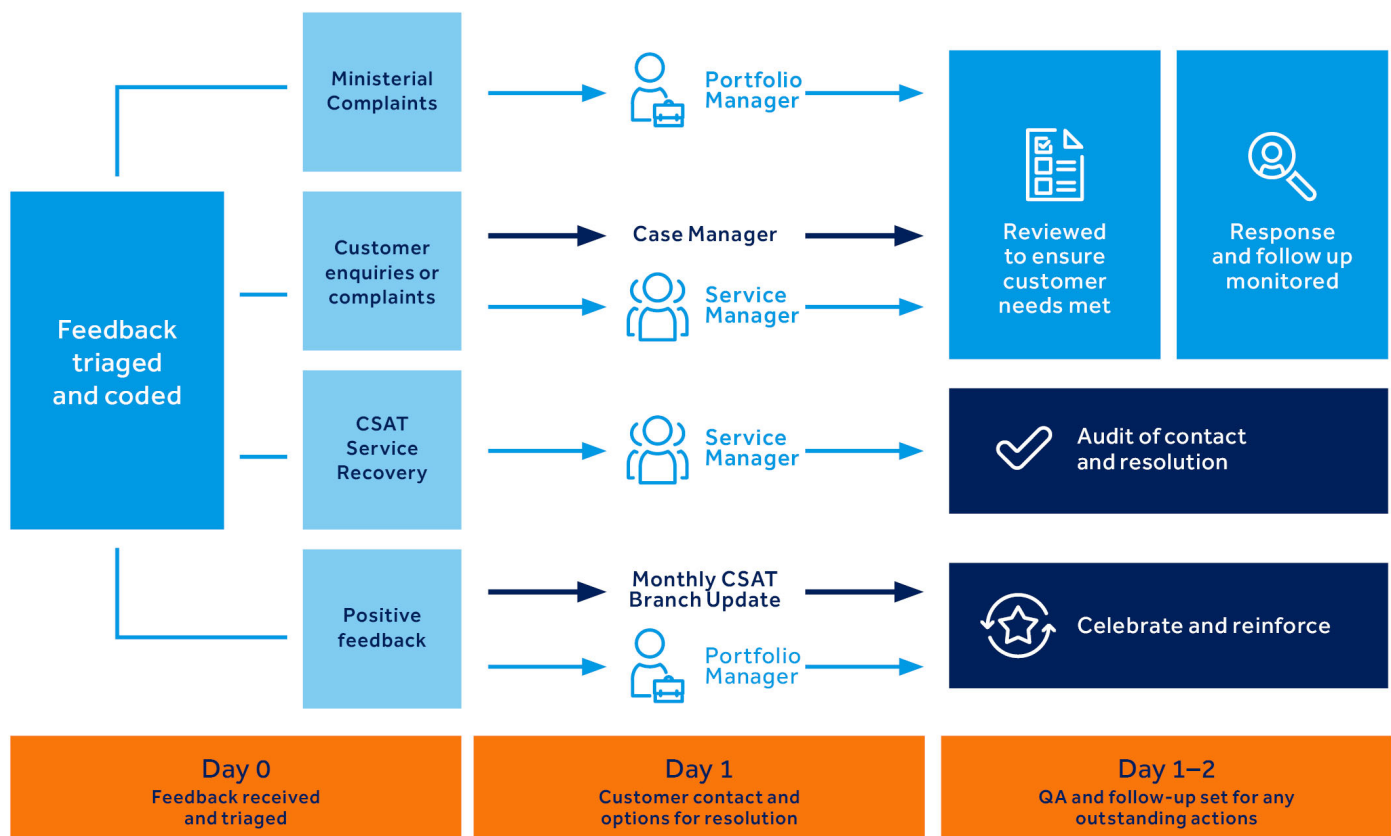 Feedback
triaged
and coded
Ministerial
Complaints
Customer
enquiries or
complaints
CSAT
Service
Recovery
Positive
feedback
Portfolio
Manager
Case Manager
Service
Manager
Service
Manager
Monthly CSAT
Branch Update
Portfolio
Manager
Reviewed
to ensure
customer
needs met
Response
and follow up
monitored
Audit of contact
and resolution
Celebrate and reinforce
Day 0
Feedback received
and triaged
Day 1
Customer contact and
options for resolution
Day 1–2
QA and follow-up set for any
outstanding actions